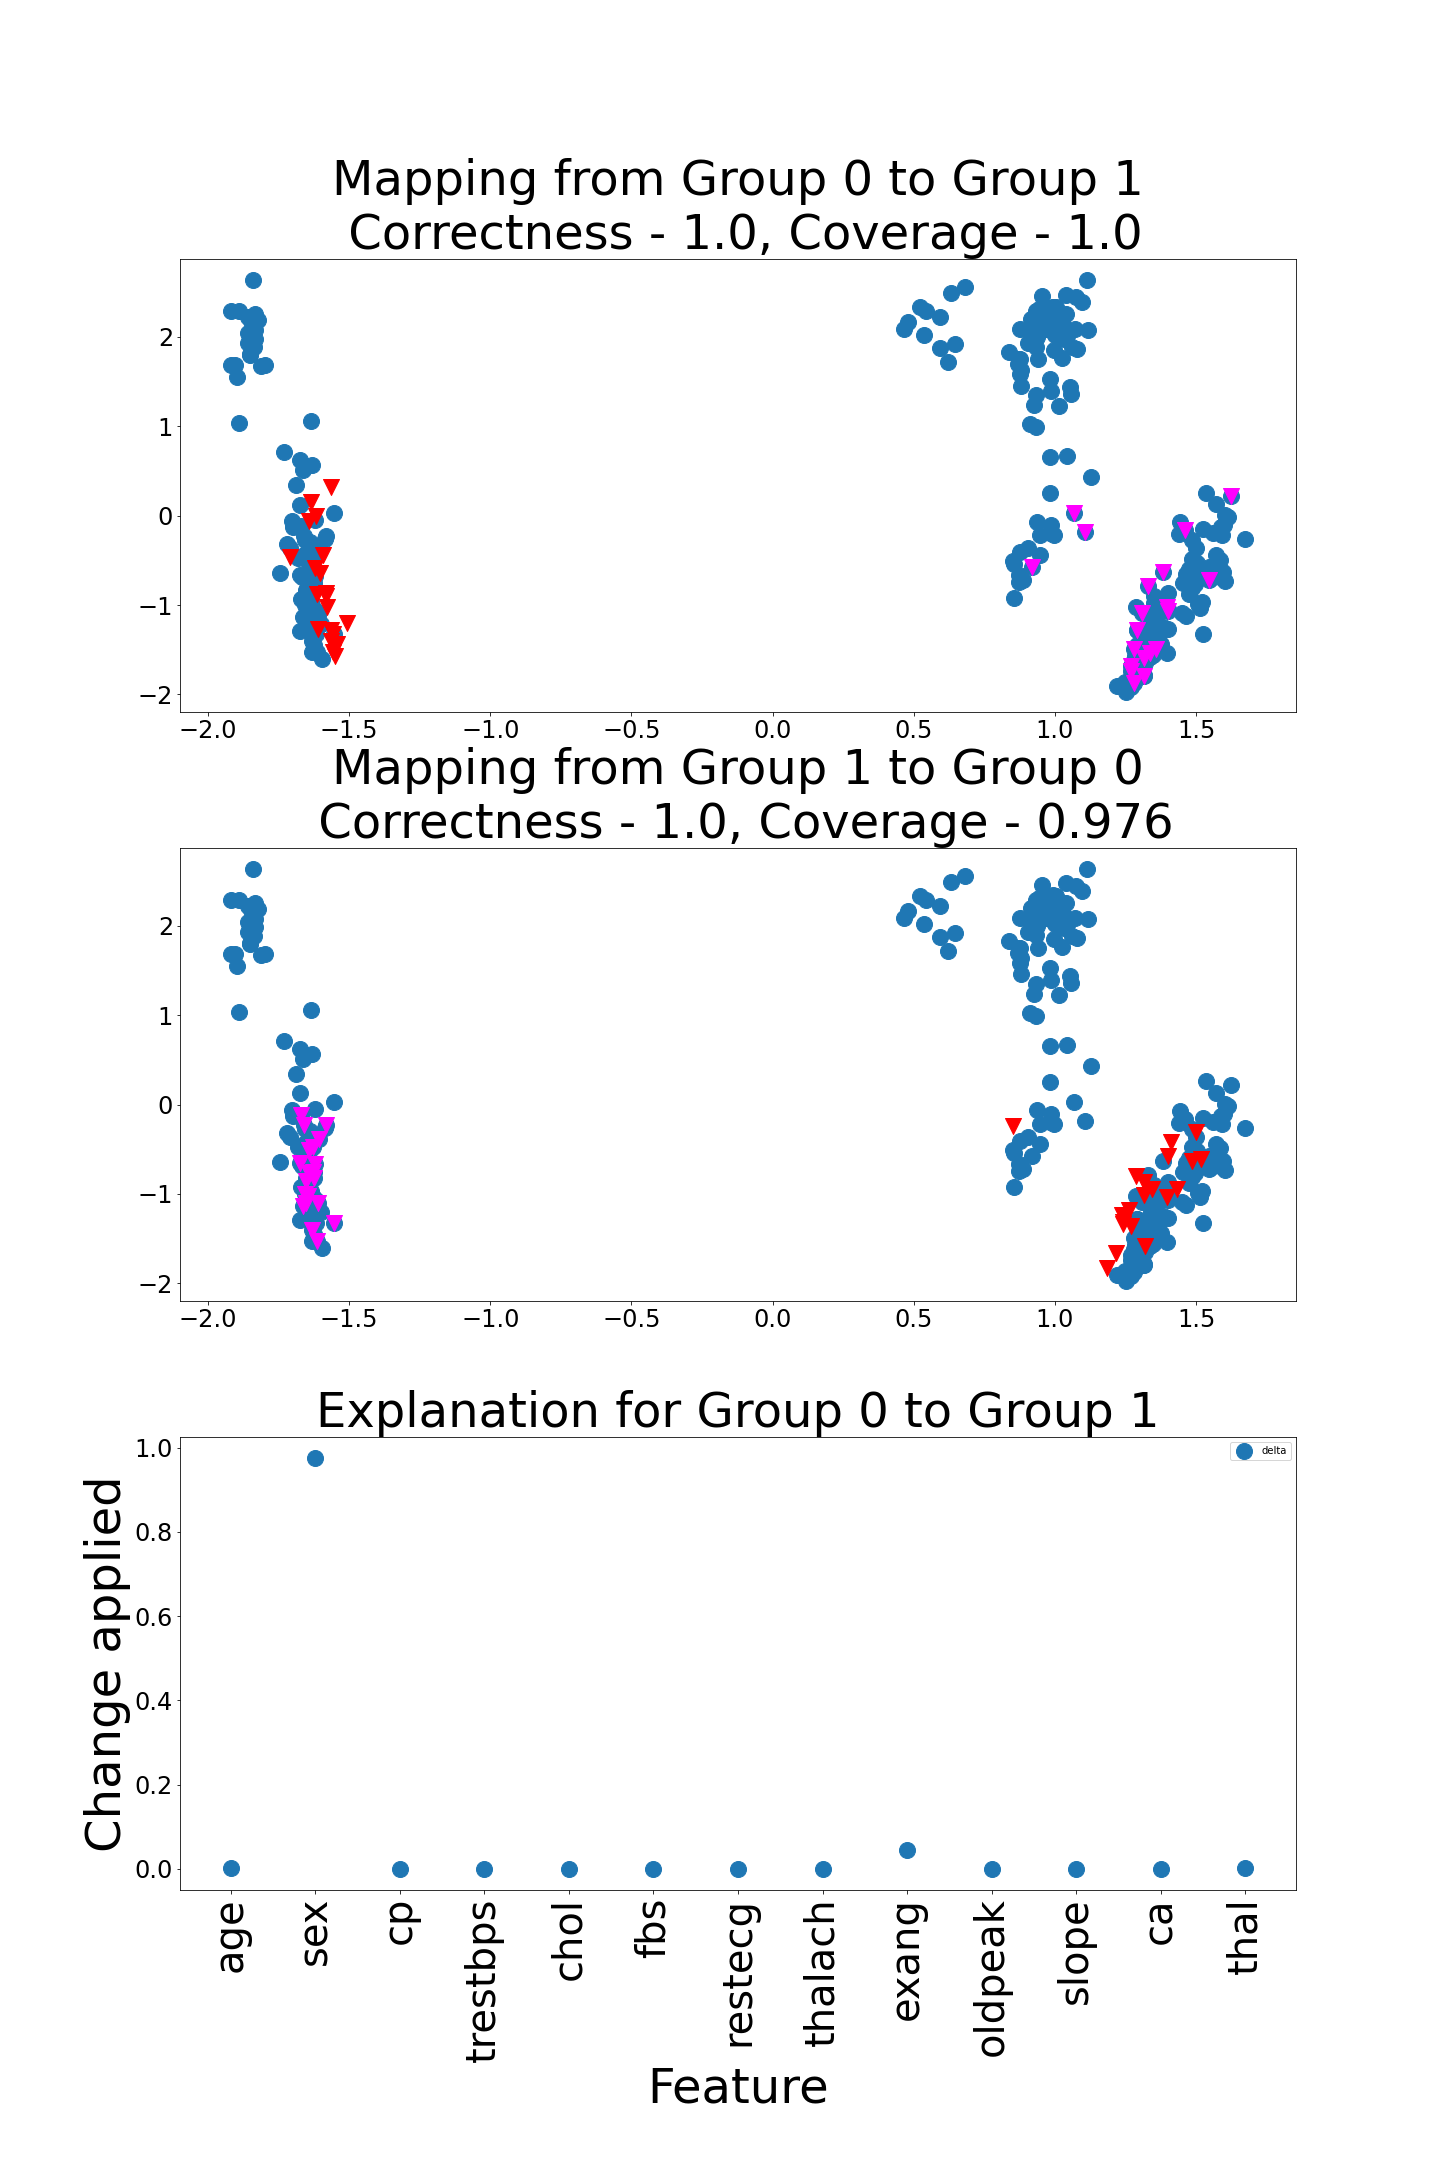 Mapping from Group 0 to Group 1
Correctness - 1.0, Coverage - 1.0
2
1
0
−1
−2
−2.0 −1.5 −1.0 −0.5 0.0 0.5 1.0 1.5
Mapping from Group 1 to Group 0
Correctness - 1.0, Coverage - 0.976
2
1
0
−1
−2
−2.0 −1.5 −1.0 −0.5 0.0 0.5 1.0 1.5
Explanation for Group 0 to Group 1
delta
Change applied
1.0
0.8
0.6
0.4
0.2
0.0
age
sex
cp
trestbps
chol
fbs
restecg
thalach
exang
oldpeak
slope
ca
thal
Feature